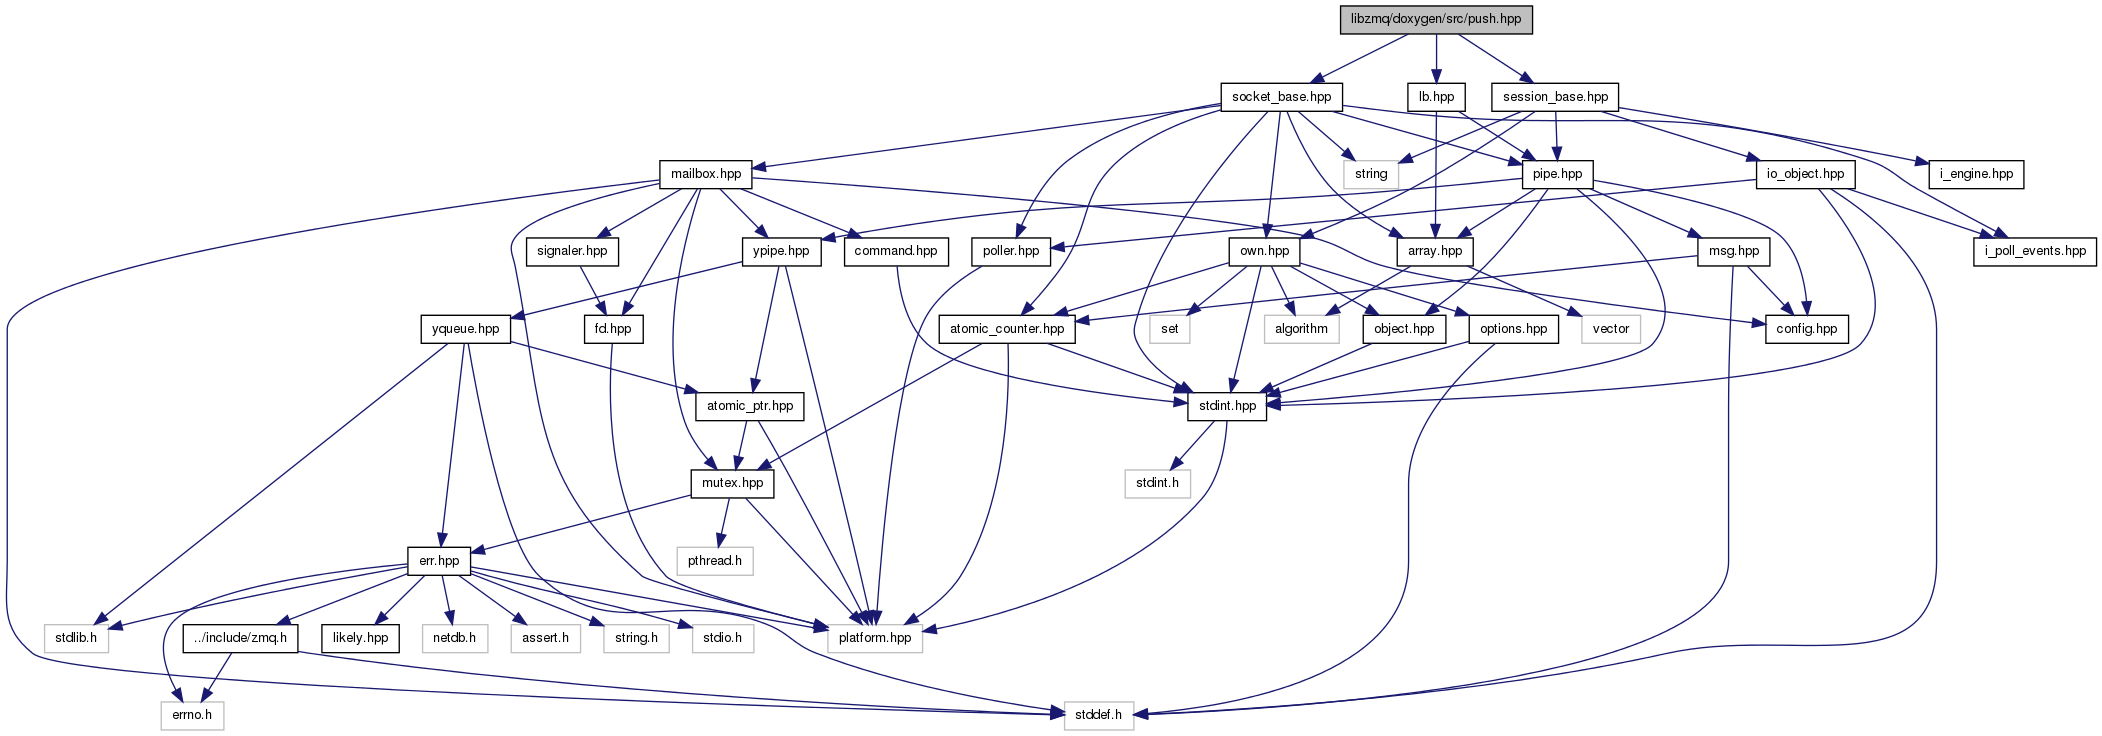 libzmq/doxygen/src/push.hpp
socket_base.hpp
lb.hpp
session_base.hpp
mailbox.hpp
string
pipe.hpp
io_object.hpp
i_engine.hpp
signaler.hpp
ypipe.hpp
command.hpp
poller.hpp
own.hpp
array.hpp
msg.hpp
i_poll_events.hpp
yqueue.hpp
fd.hpp
atomic_counter.hpp
set
algorithm
object.hpp
options.hpp
vector
config.hpp
atomic_ptr.hpp
stdint.hpp
mutex.hpp
stdint.h
err.hpp
pthread.h
stdlib.h
../include/zmq.h
likely.hpp
netdb.h
assert.h
string.h
stdio.h
platform.hpp
errno.h
stddef.h